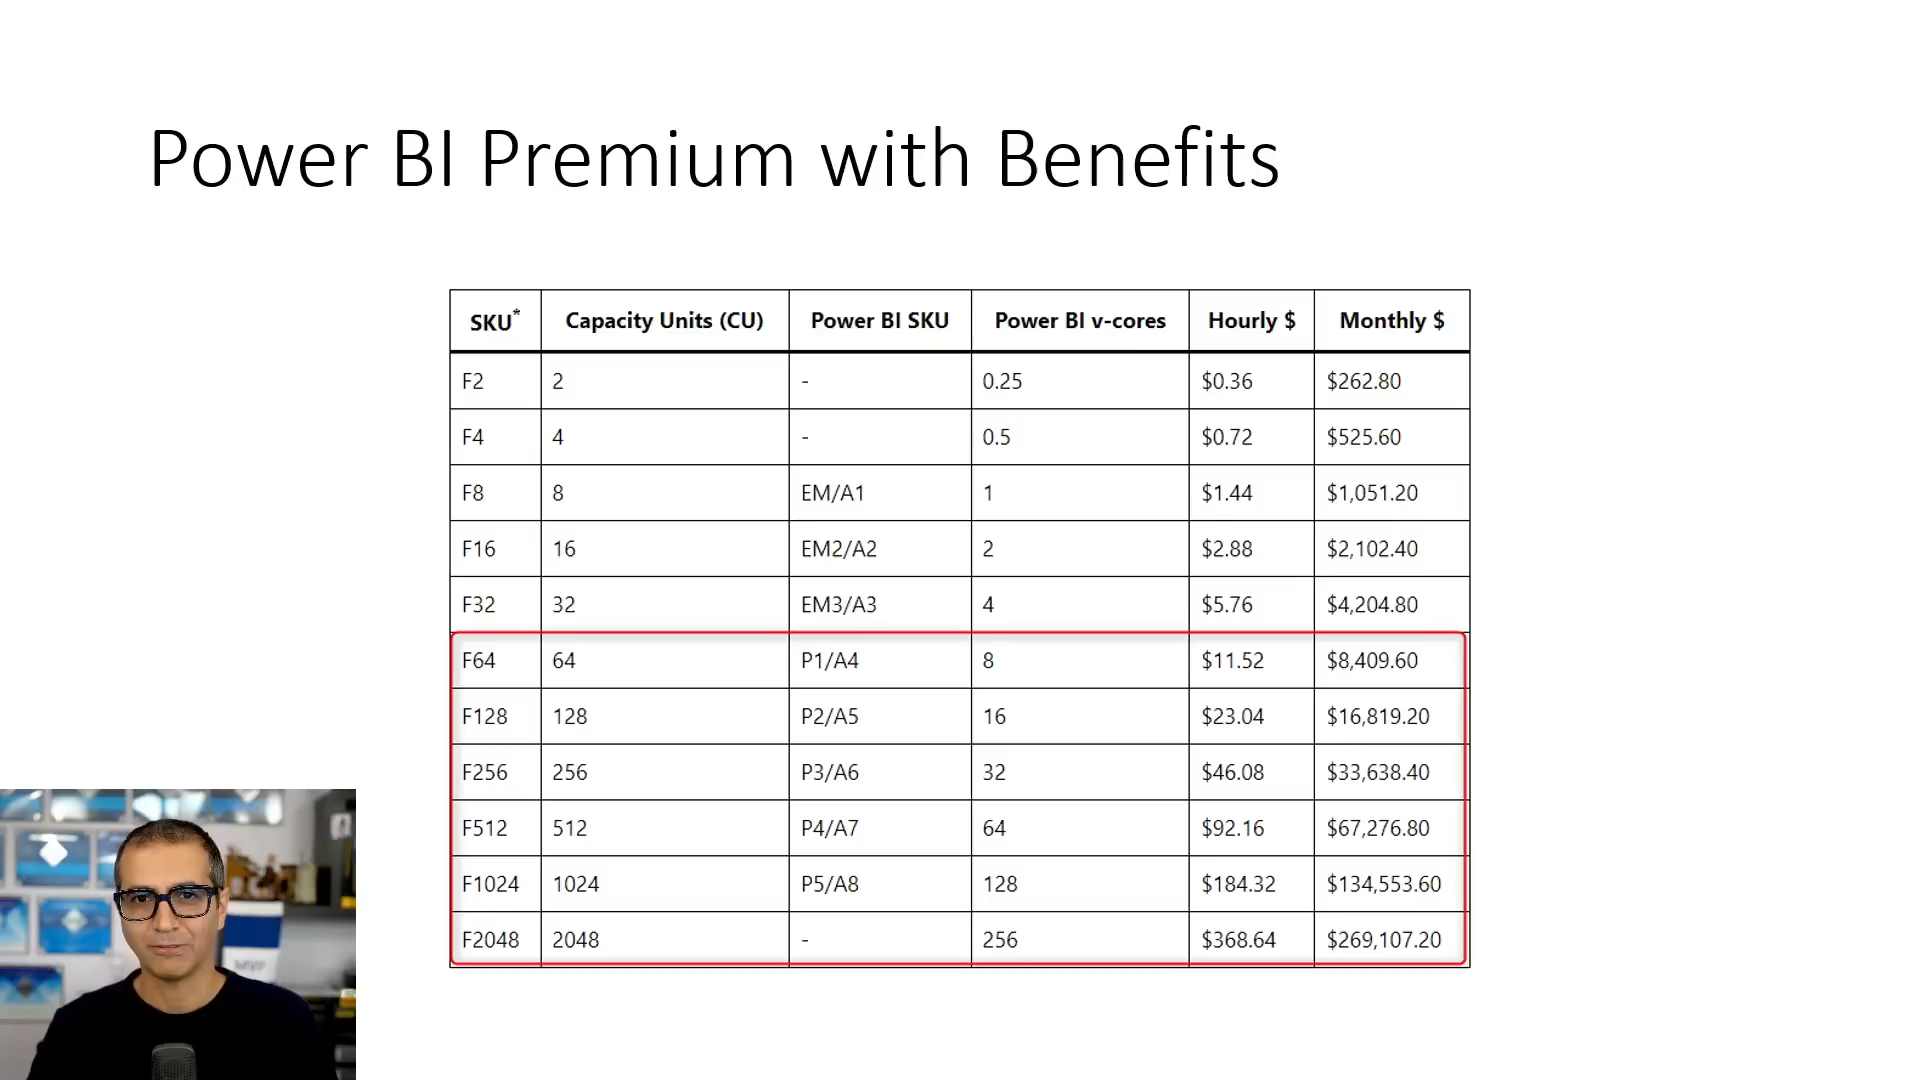 Power BI Premium with Benefits
SKU* Capacity Units (CU) Power BI SKU Power BI v-cores Hourly $ Monthly $
F2 2 - 0.25 $0.36 $262.80
F4 4 - 0.5 $0.72 $525.60
F8 8 EM/A1 1 $1.44 $1,051.20
F16 16 EM2/A2 2 $2.88 $2,102.40
F32 32 EM3/A3 4 $5.76 $4,204.80
F64 64 P1/A4 8 $11.52 $8,409.60
F128 128 P2/A5 16 $23.04 $16,819.20
F256 256 P3/A6 32 $46.08 $33,638.40
F512 512 P4/A7 64 $92.16 $67,276.80
F1024 1024 P5/A8 128 $184.32 $134,553.60
F2048 2048 - 256 $368.64 $269,107.20